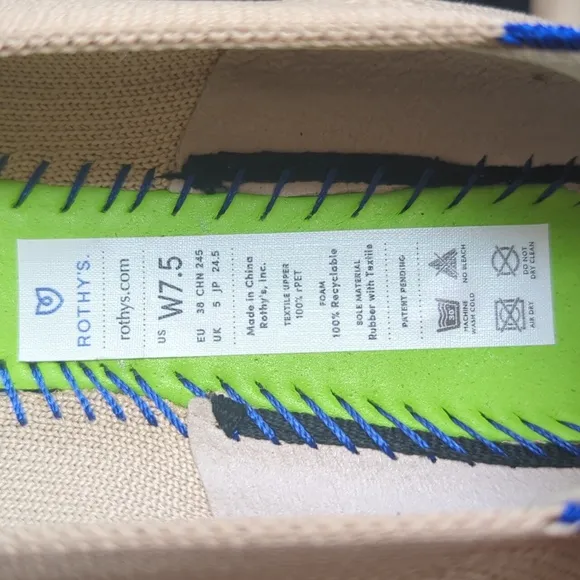 ROTHY'S.
rothys.com
US W7.5
EU 38 CHN 245
UK 5 JP 24.5
Made in China
Rothy's, Inc.
TEXTILE UPPER
100% rPET
FOAM
100% Recyclable
SOLE MATERIAL
Rubber with Textile
PATENT PENDING
30°
MACHINE
WASH COLD
NO BLEACH
AIR DRY
DO NOT
DRY CLEAN